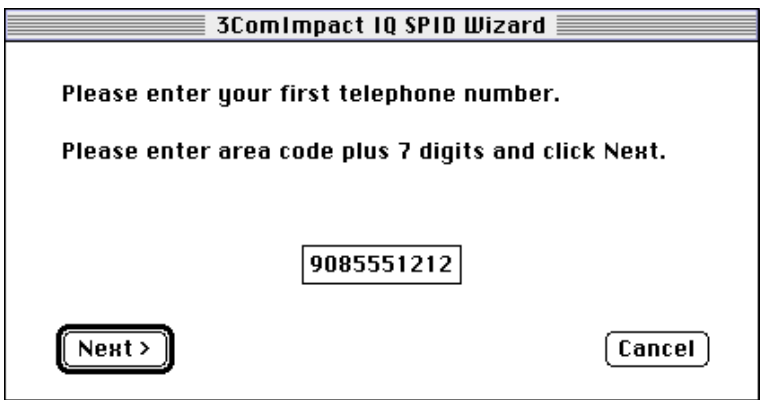 3ComImpact IQ SPID Wizard
Please enter your first telephone number.
Please enter area code plus 7 digits and click Next.
9085551212
Next >
Cancel